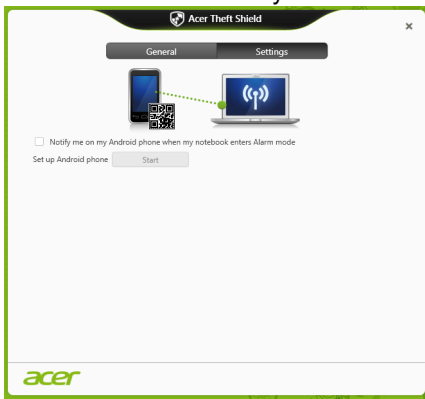 Acer Theft Shield
General Settings
Notify me on my Android phone when my notebook enters Alarm mode
Set up Android phone Start
acer